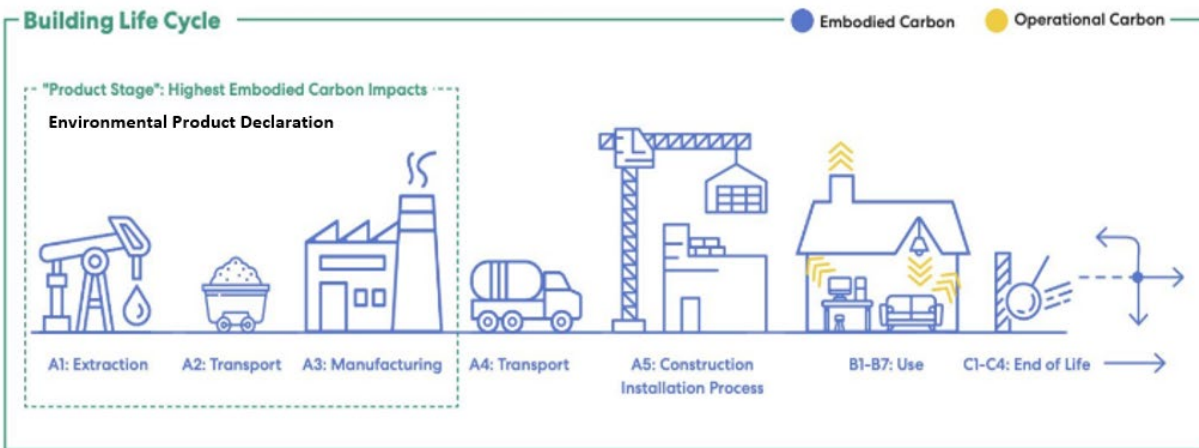 Building Life Cycle
Embodied Carbon
Operational Carbon
"Product Stage": Highest Embodied Carbon Impacts
Environmental Product Declaration
A1: Extraction
A2: Transport
A3: Manufacturing
A4: Transport
A5: Construction
Installation Process
B1-B7: Use
C1-C4: End of Life